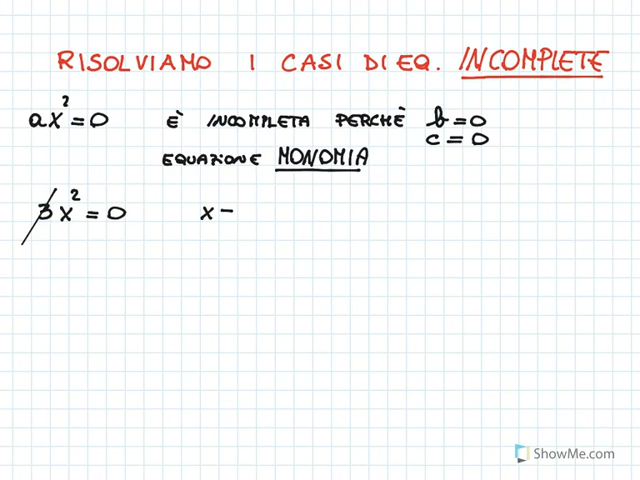 RISOLVIAMO I CASI DI EQ. INCOMPLETE
ax² = 0 È INCOMPLETA PERCHÈ b = 0
c = 0
EQUAZIONE MONOMIA
3x² = 0 x =
ShowMe.com